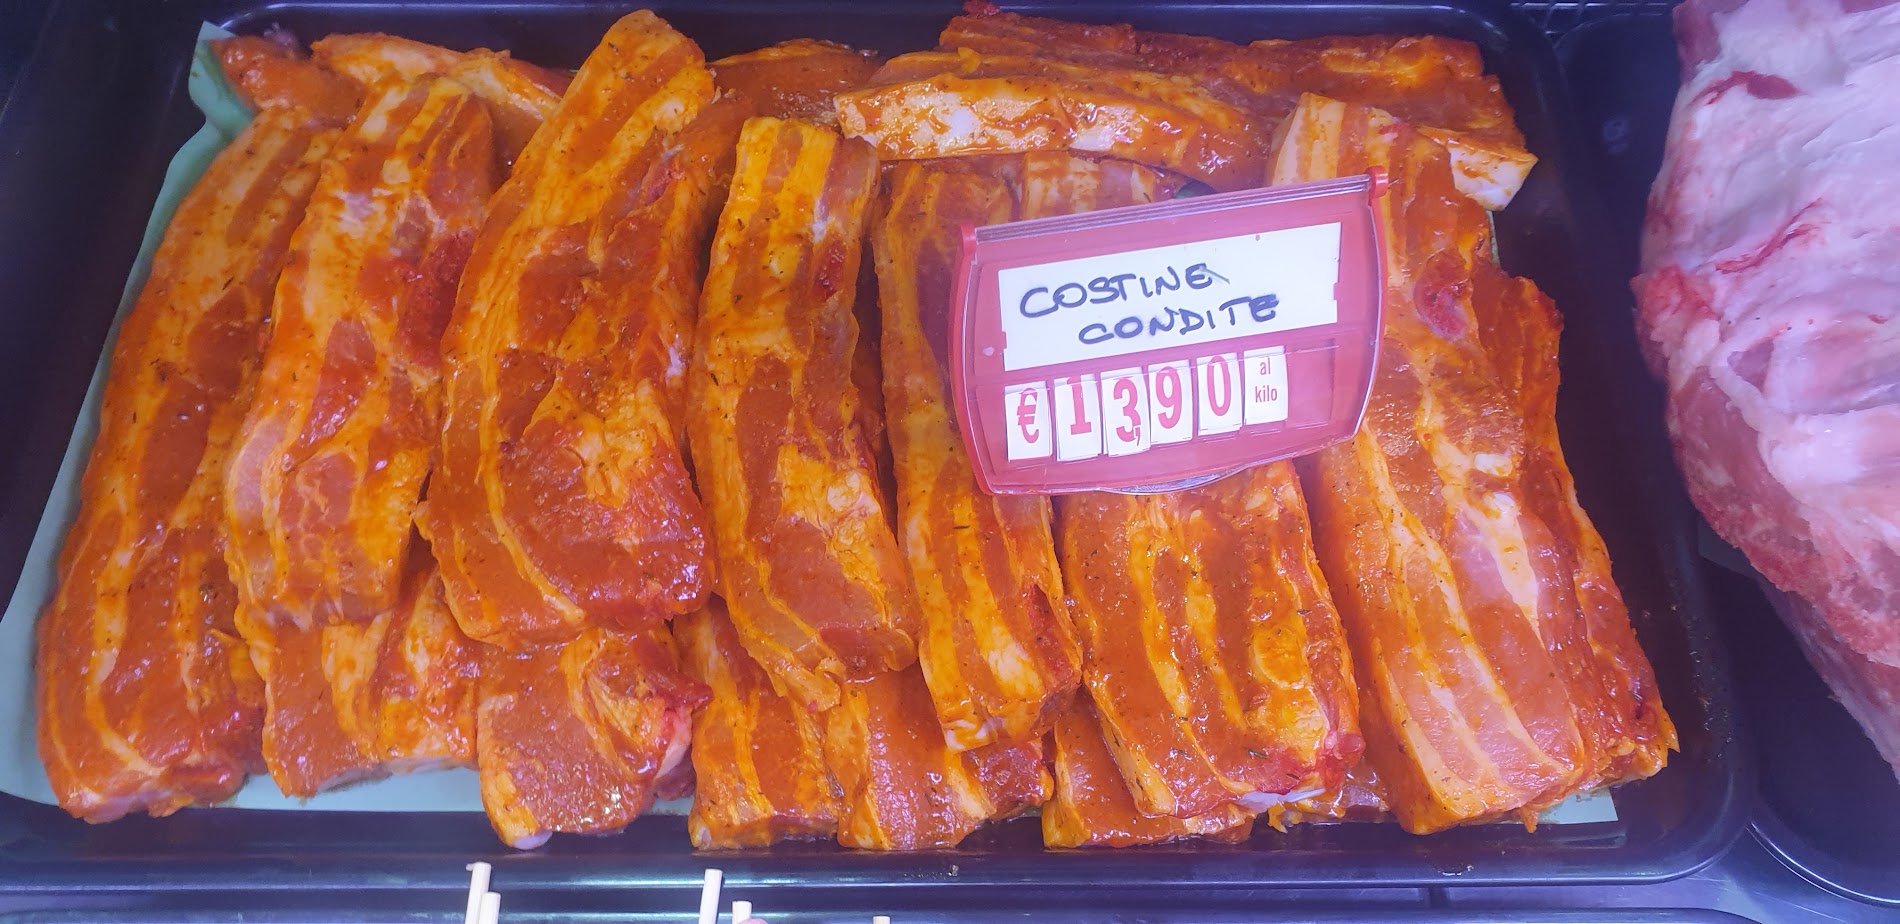 COSTINE
CONDITE
€ 13,90 al kilo